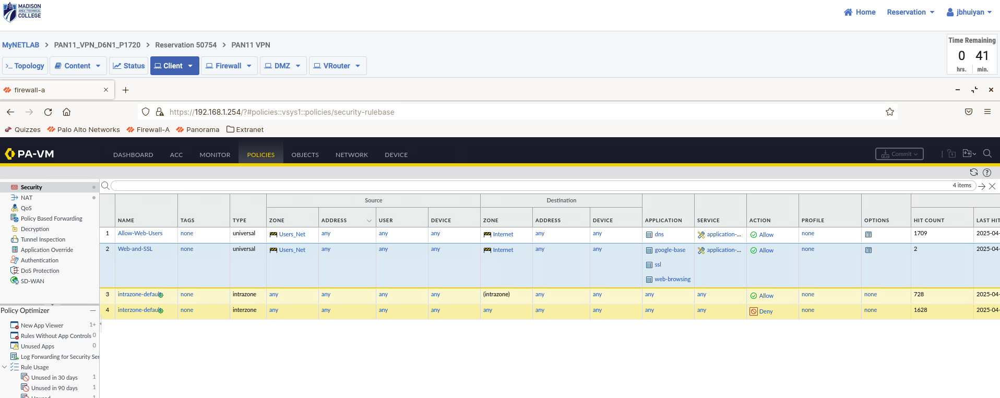 MADISON
AREA TECHNICAL
COLLEGE
Home Reservation jbhuiyan
MyNETLAB > PAN11_VPN_D6N1_P1720 > Reservation 50754 > PAN11 VPN
Time Remaining
0 41
hrs. min.
>_ Topology Content Status Client Firewall DMZ VRouter
firewall-a
https://192.168.1.254/?#policies::vsys1::policies/security-rulebase
Quizzes Palo Alto Networks Firewall-A Panorama Extranet
PA-VM DASHBOARD ACC MONITOR POLICIES OBJECTS NETWORK DEVICE Commit
Security
NAT
QoS
Policy Based Forwarding
Decryption
Tunnel Inspection
Application Override
Authentication
DoS Protection
SD-WAN
Policy Optimizer
New App Viewer 1+
Rules Without App Controls 0
Unused Apps 0
Log Forwarding for Security Ser
Rule Usage
Unused in 30 days 1
Unused in 90 days 1
Unused 1
4 items
Source Destination
NAME TAGS TYPE ZONE ADDRESS USER DEVICE ZONE ADDRESS DEVICE APPLICATION SERVICE ACTION PROFILE OPTIONS HIT COUNT LAST HIT
1 Allow-Web-Users none universal Users_Net any any any Internet any any dns application-... Allow none 1709 2025-04-
2 Web-and-SSL none universal Users_Net any any any Internet any any google-base application-... Allow none 2 2025-04-
ssl
web-browsing
3 intrazone-default none intrazone any any any any (intrazone) any any any any Allow none none 728 2025-04-
4 interzone-default none interzone any any any any any any any any any Deny none none 1628 2025-04-